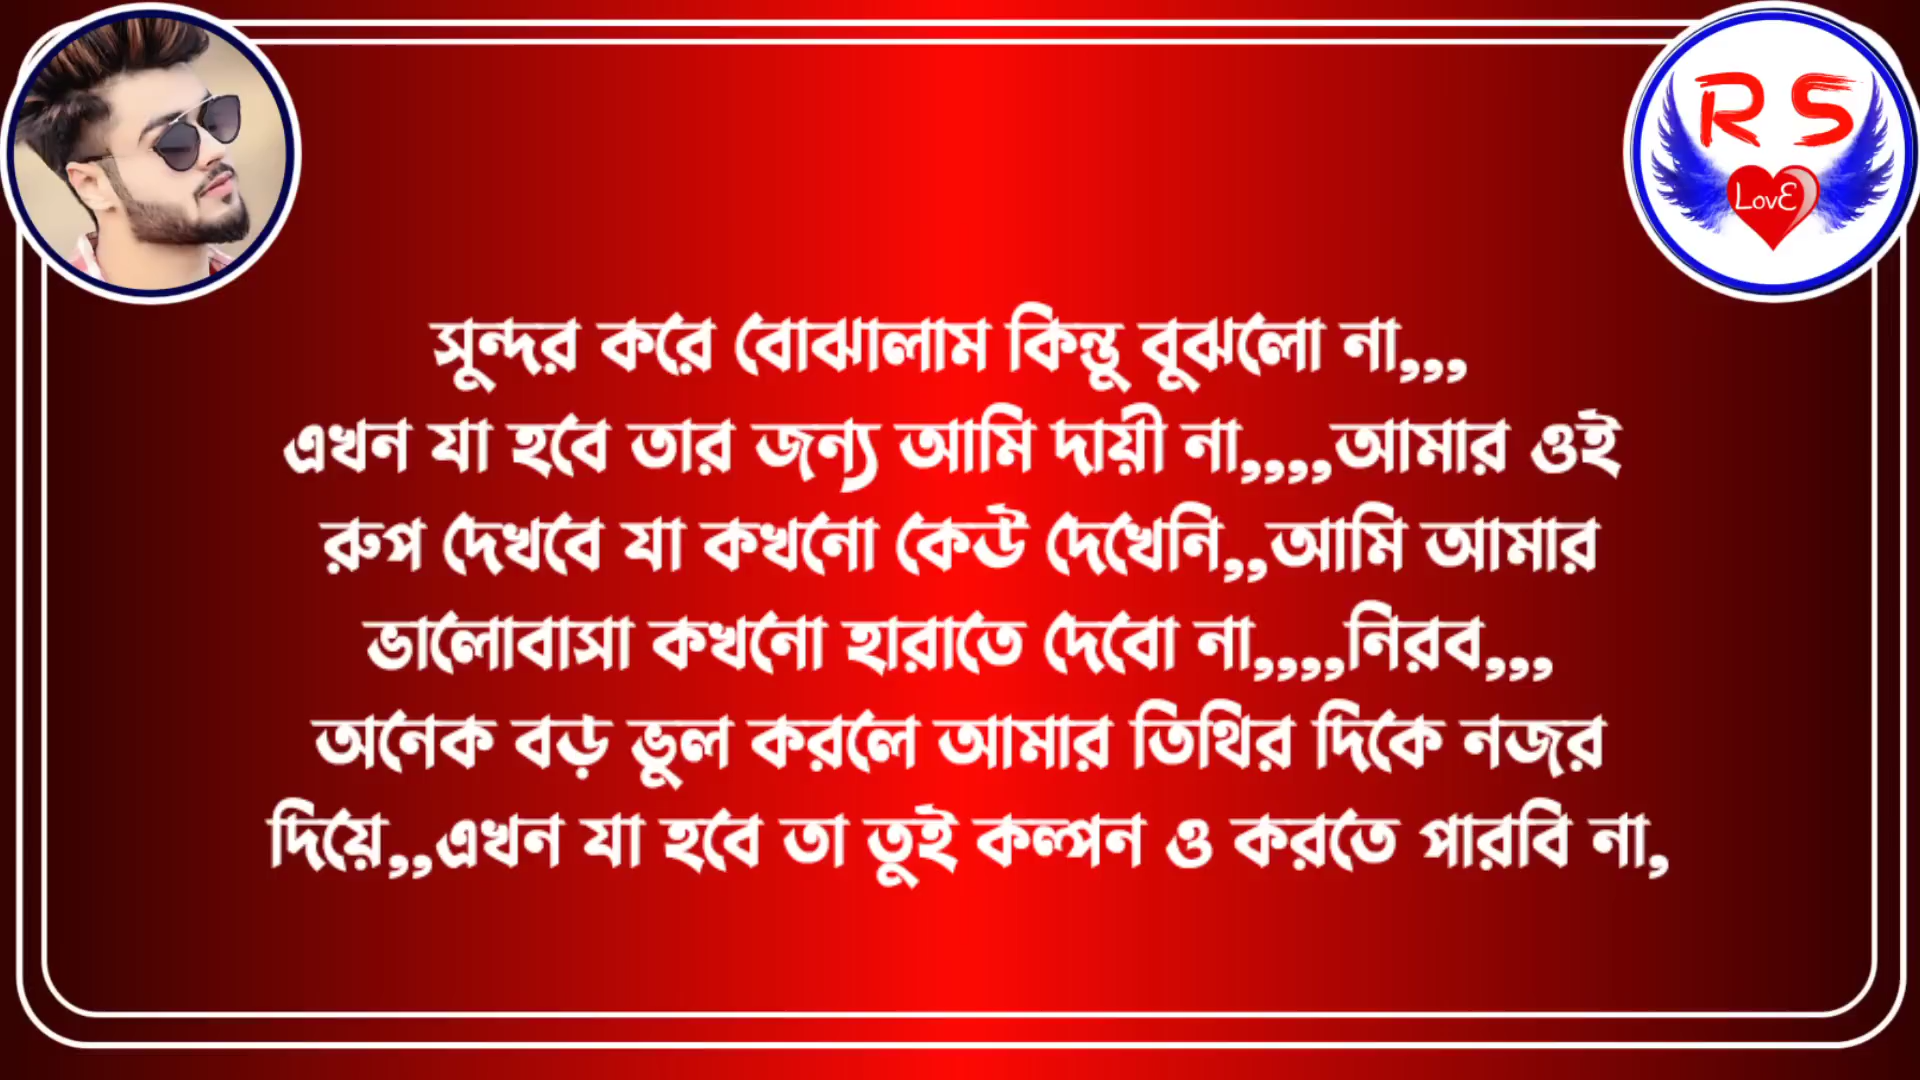 R S
LovE
সুন্দর করে বোঝালাম কিন্তু বুঝলো না,,,
এখন যা হবে তার জন্য আমি দায়ী না,,,,আমার ওই
রুপ দেখবে যা কখনো কেউ দেখেনি,,আমি আমার
ভালোবাসা কখনো হারাতে দেবো না,,,,নিরব,,,
অনেক বড় ভুল করলে আমার তিথির দিকে নজর
দিয়ে,,এখন যা হবে তা তুই কল্পন ও করতে পারবি না,